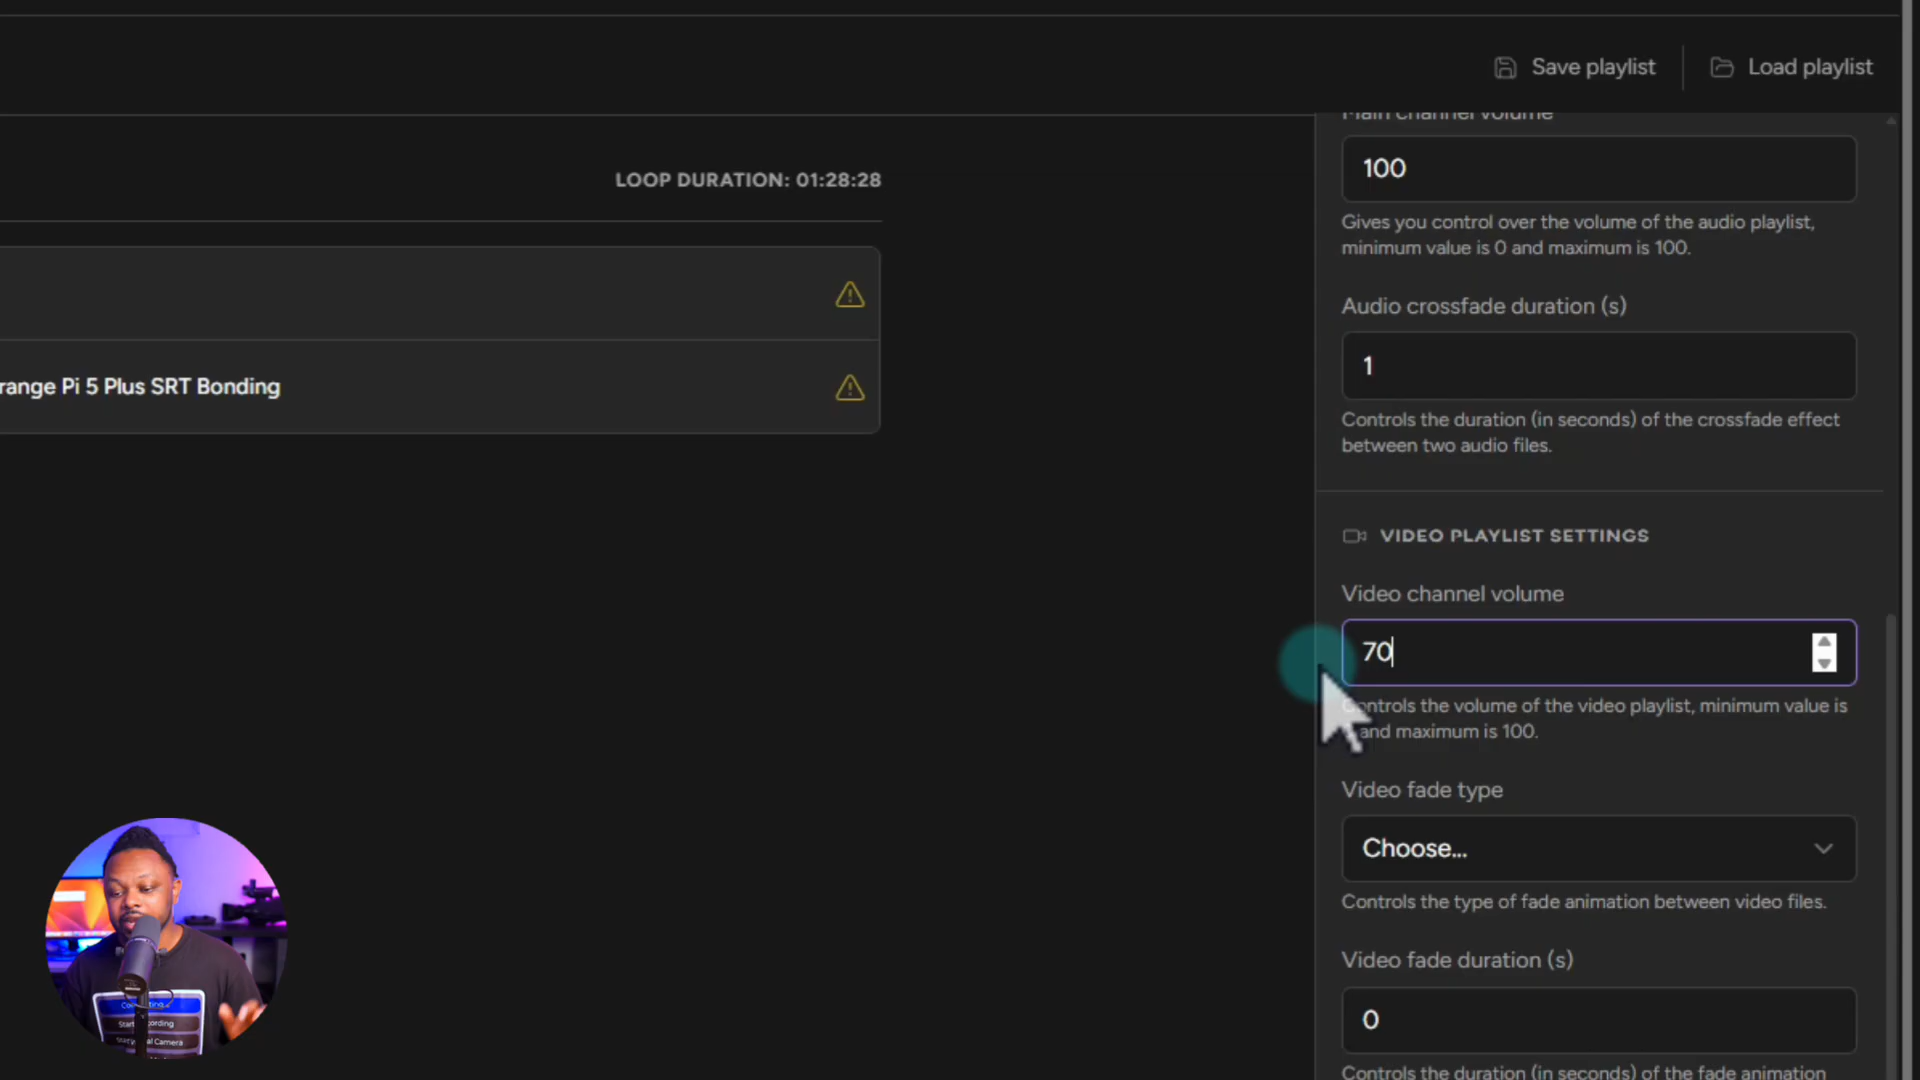 Save playlist
Load playlist
Main channel volume
100
Gives you control over the volume of the audio playlist,
minimum value is 0 and maximum is 100.
LOOP DURATION: 01:28:28
Audio crossfade duration (s)
1
Controls the duration (in seconds) of the crossfade effect
between two audio files.
range Pi 5 Plus SRT Bonding
VIDEO PLAYLIST SETTINGS
Video channel volume
70
ontrols the volume of the video playlist, minimum value is
and maximum is 100.
Video fade type
Choose...
Controls the type of fade animation between video files.
Video fade duration (s)
0
Controls the duration (in seconds) of the fade animation